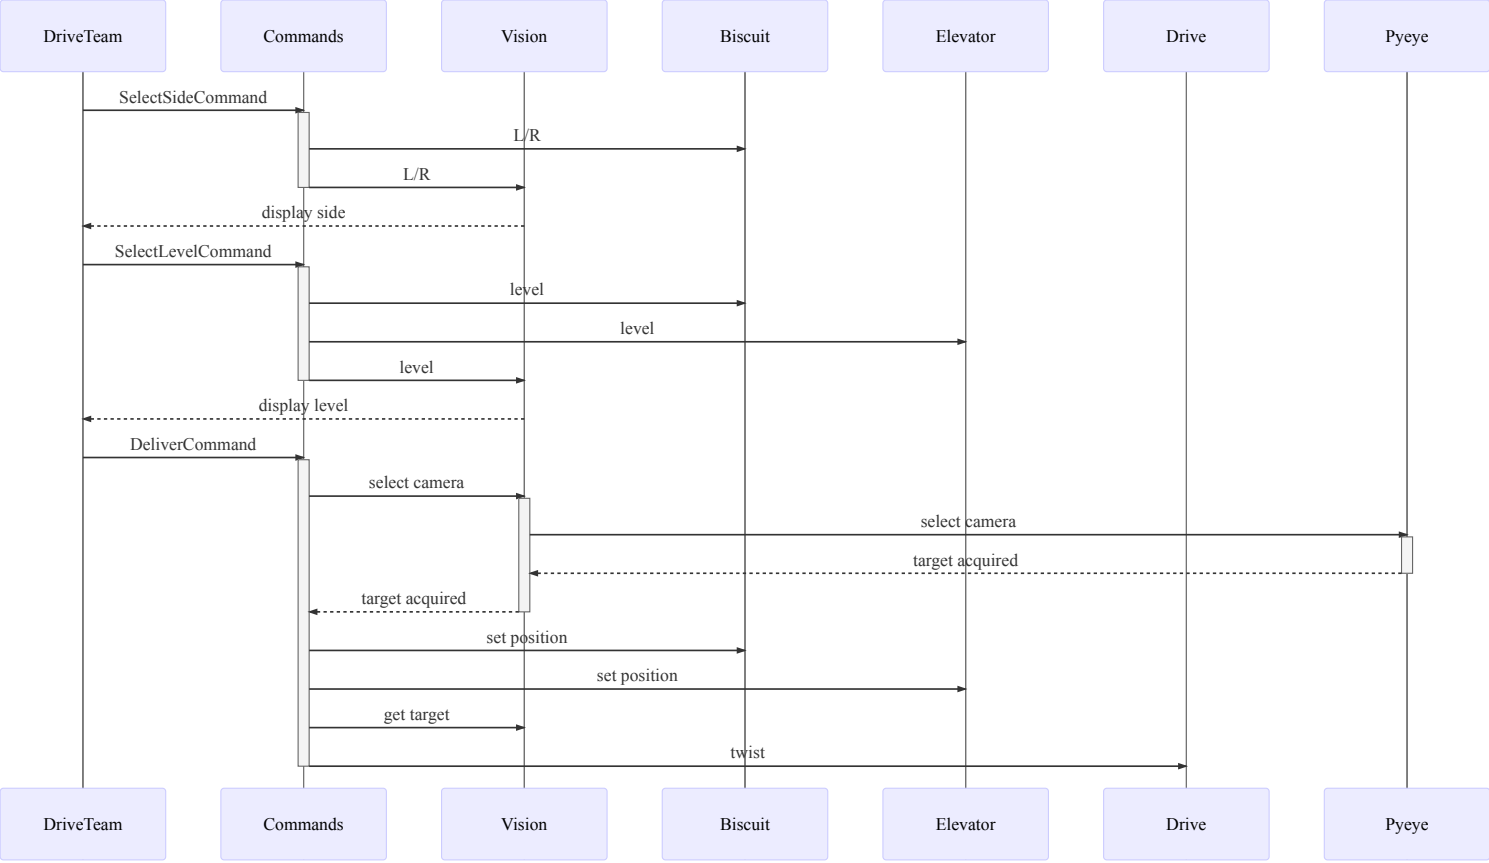 DriveTeam
Commands
Vision
Biscuit
Elevator
Drive
Pyeye
SelectSideCommand
L/R
L/R
display side
SelectLevelCommand
level
level
level
display level
DeliverCommand
select camera
select camera
target acquired
target acquired
set position
set position
get target
twist
DriveTeam
Commands
Vision
Biscuit
Elevator
Drive
Pyeye